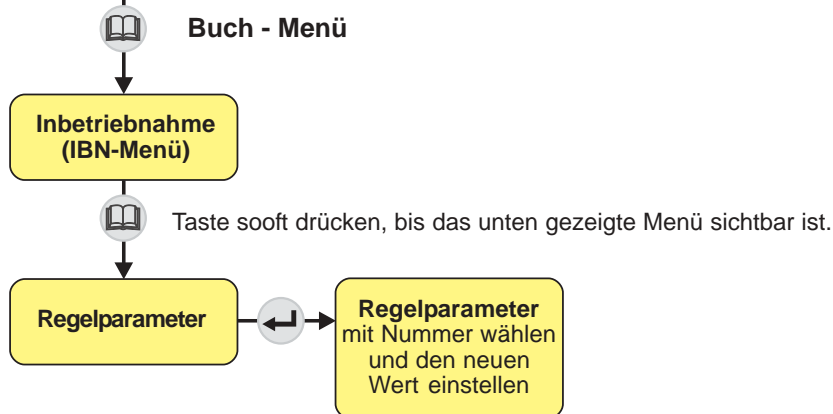 Buch - Menü
Inbetriebnahme
(IBN-Menü)
Taste sooft drücken, bis das unten gezeigte Menü sichtbar ist.
Regelparameter
Regelparameter
mit Nummer wählen
und den neuen
Wert einstellen